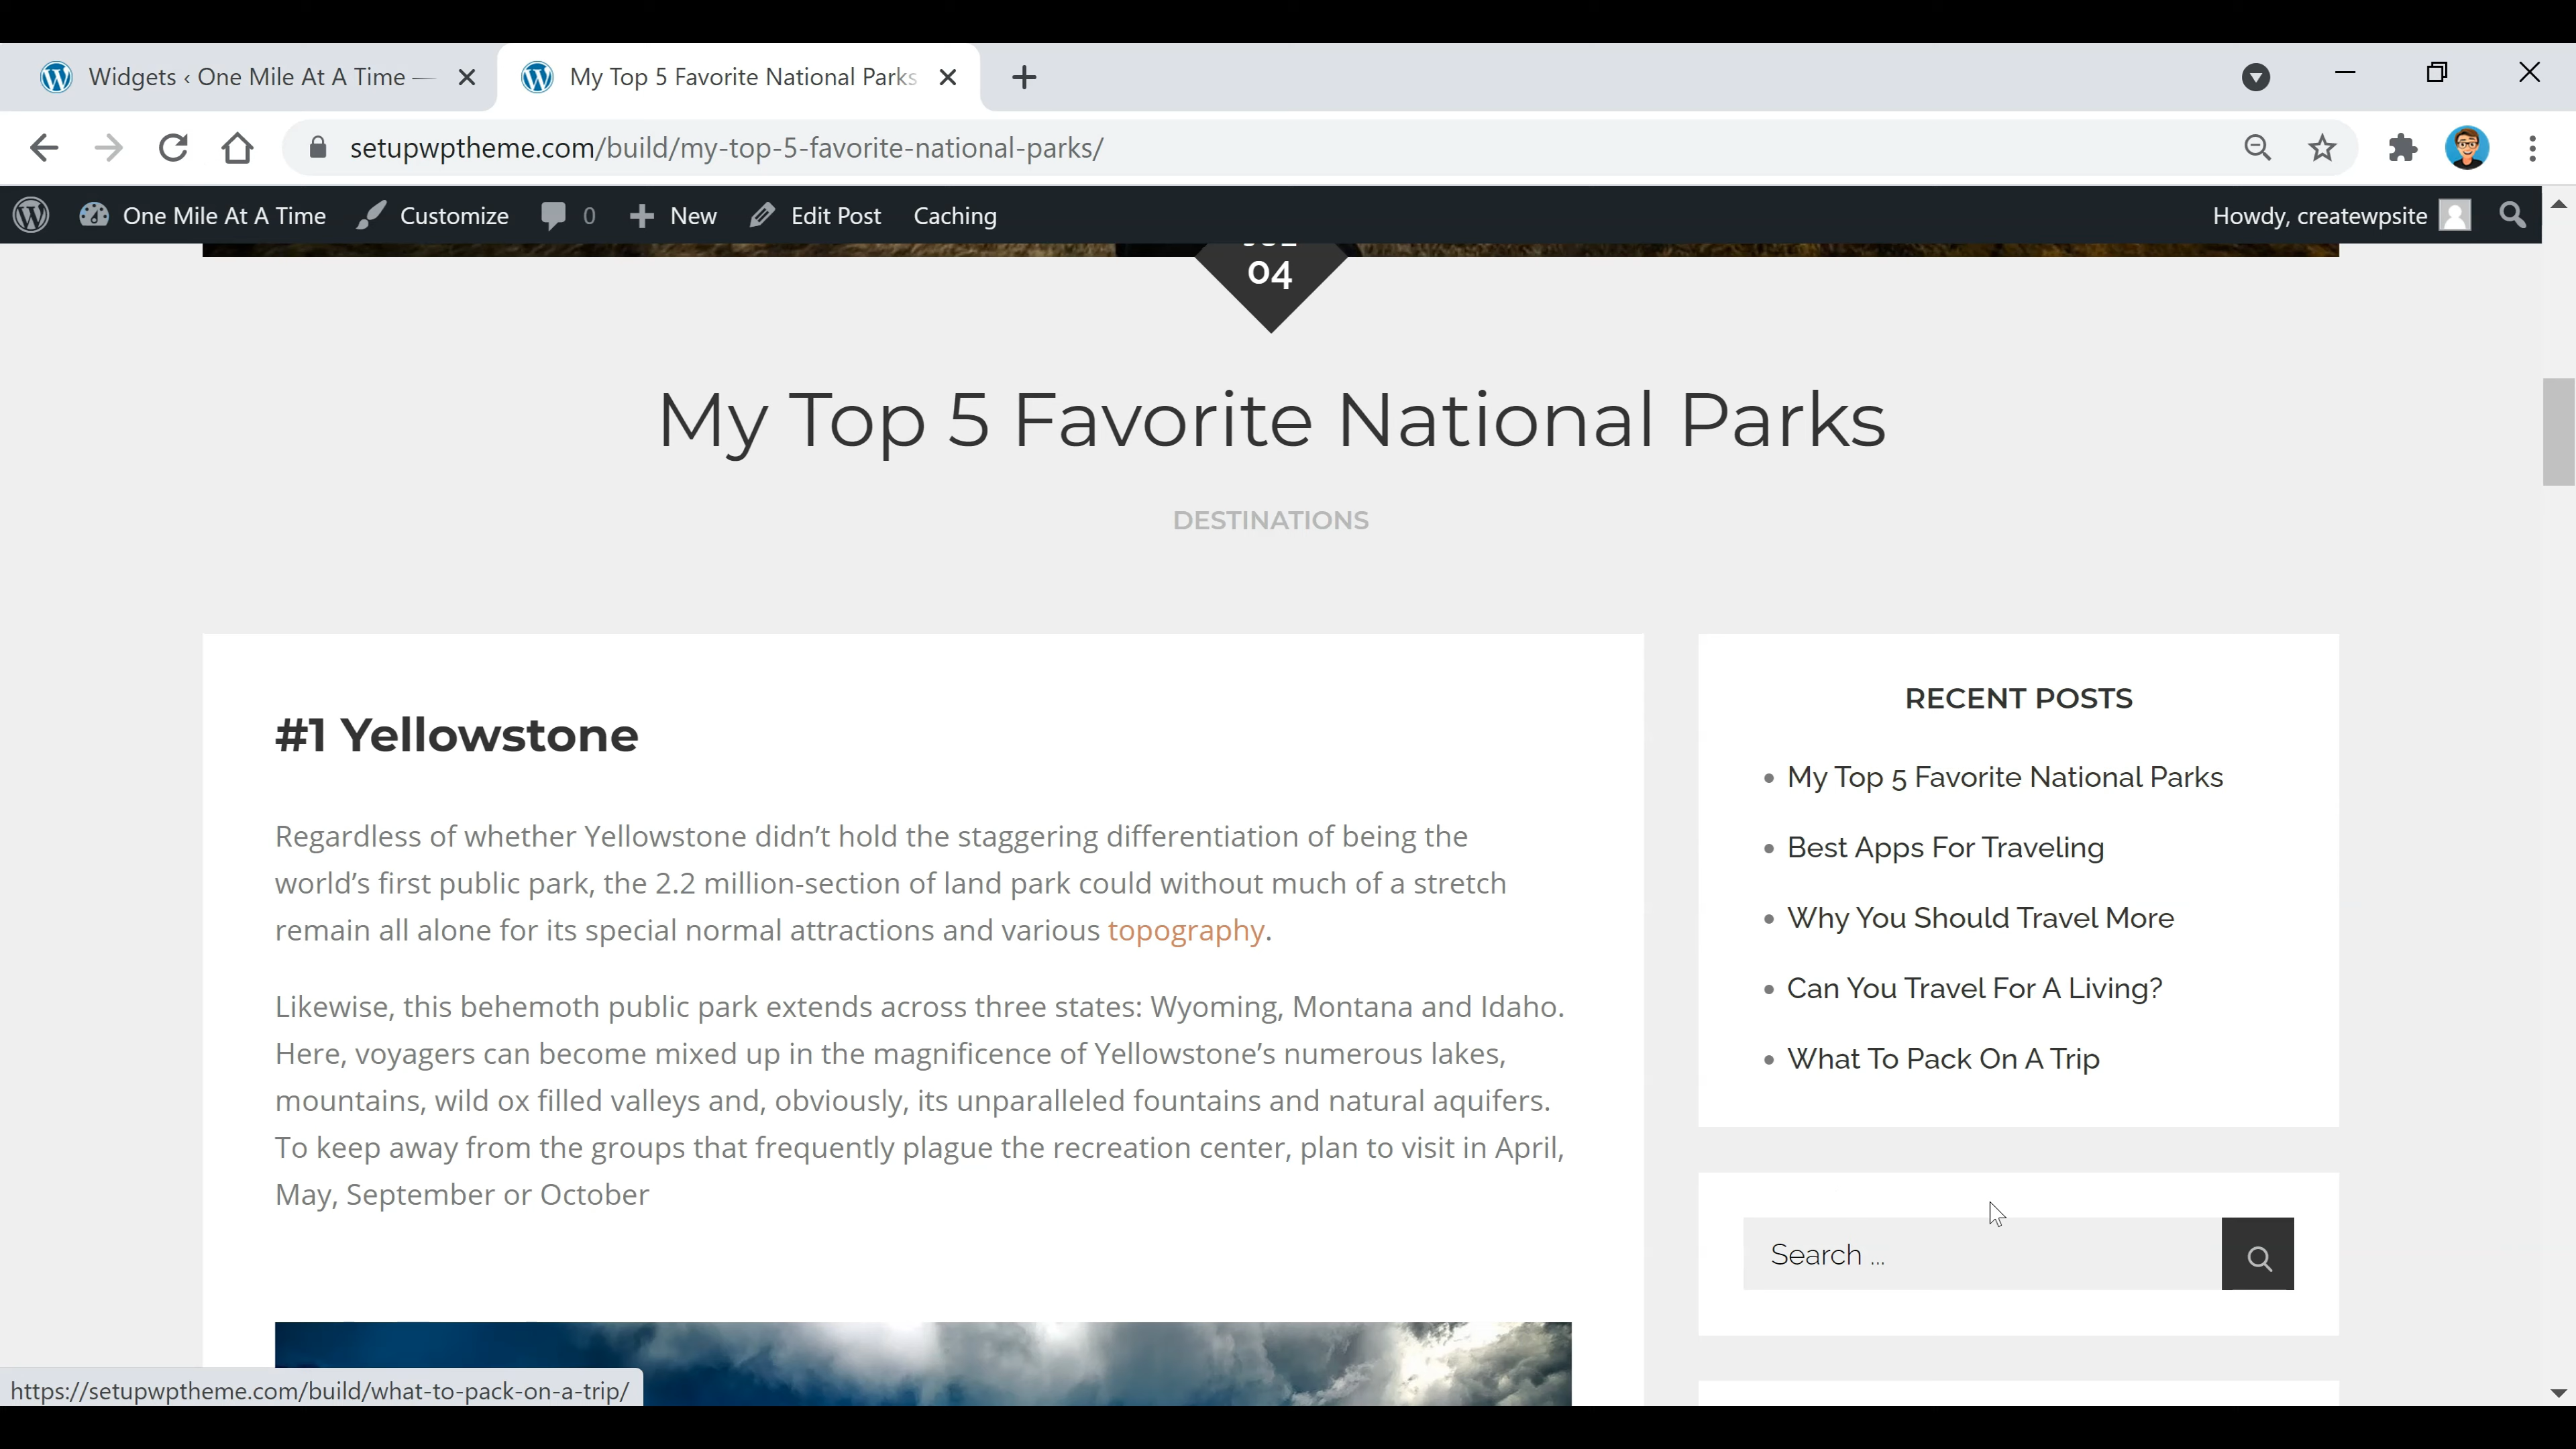 Widgets ‹ One Mile At A Time —
My Top 5 Favorite National Parks
setupwptheme.com/build/my-top-5-favorite-national-parks/
One Mile At A Time
Customize
0
New
Edit Post
Caching
Howdy, createwpsite
04
My Top 5 Favorite National Parks
DESTINATIONS
#1 Yellowstone
Regardless of whether Yellowstone didn’t hold the staggering differentiation of being the
world’s first public park, the 2.2 million-section of land park could without much of a stretch
remain all alone for its special normal attractions and various topography.
Likewise, this behemoth public park extends across three states: Wyoming, Montana and Idaho.
Here, voyagers can become mixed up in the magnificence of Yellowstone’s numerous lakes,
mountains, wild ox filled valleys and, obviously, its unparalleled fountains and natural aquifers.
To keep away from the groups that frequently plague the recreation center, plan to visit in April,
May, September or October
RECENT POSTS
• My Top 5 Favorite National Parks
• Best Apps For Traveling
• Why You Should Travel More
• Can You Travel For A Living?
• What To Pack On A Trip
Search ...
https://setupwptheme.com/build/what-to-pack-on-a-trip/